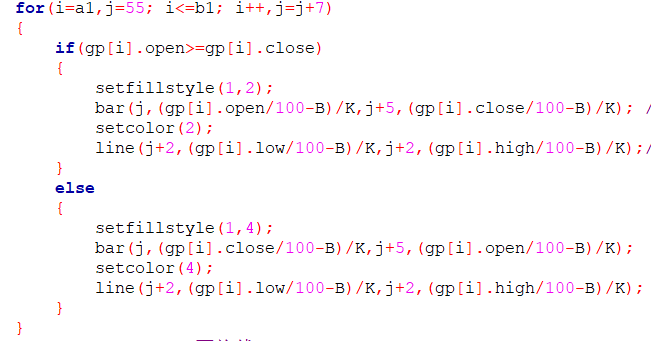 for(i=a1,j=55; i<=b1; i++,j=j+7)
{
    if(gp[i].open>=gp[i].close)
    {
        setfillstyle(1,2);
        bar(j,(gp[i].open/100-B)/K,j+5,(gp[i].close/100-B)/K); /
        setcolor(2);
        line(j+2,(gp[i].low/100-B)/K,j+2,(gp[i].high/100-B)/K);/
    }
    else
    {
        setfillstyle(1,4);
        bar(j,(gp[i].close/100-B)/K,j+5,(gp[i].open/100-B)/K);
        setcolor(4);
        line(j+2,(gp[i].low/100-B)/K,j+2,(gp[i].high/100-B)/K);
    }
}